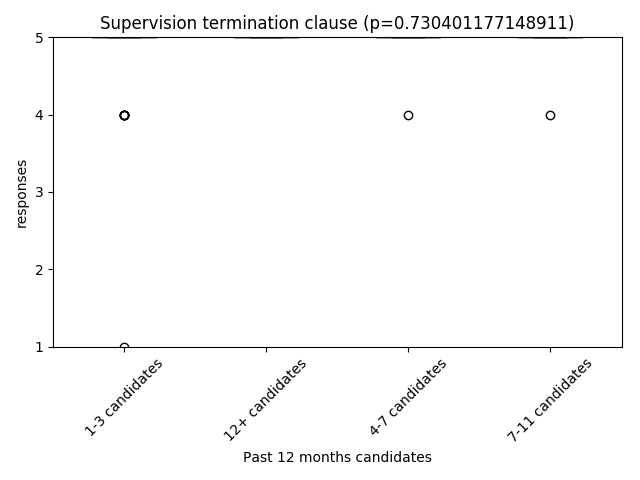 Supervision termination clause (p=0.730401177148911)
5
4
3
2
1
responses
1-3 candidates
12+ candidates
4-7 candidates
7-11 candidates
Past 12 months candidates